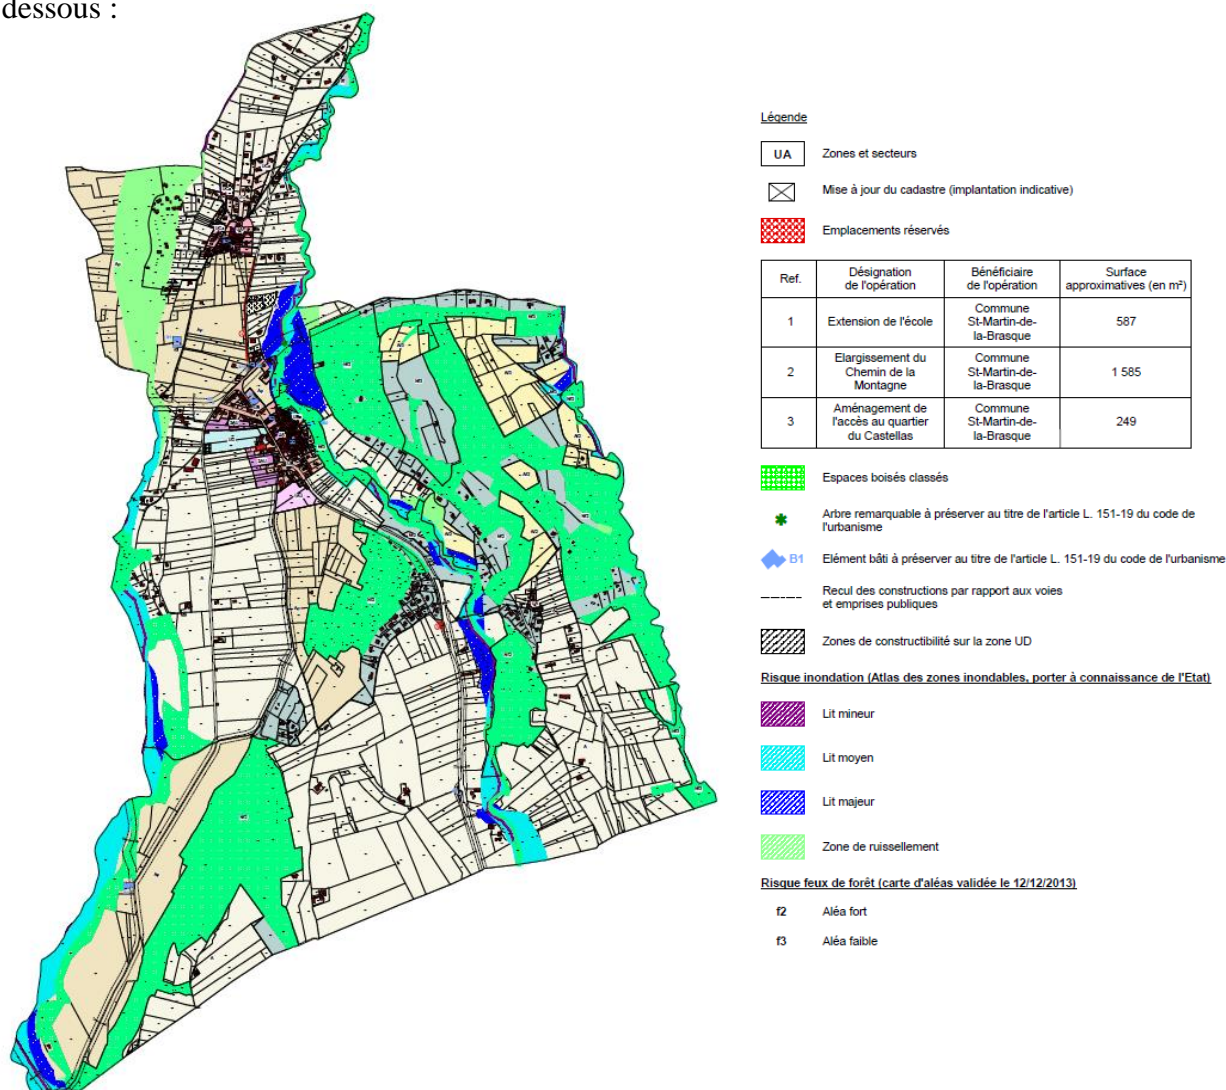 dessous :
Légende
UA Zones et secteurs
Mise à jour du cadastre (implantation indicative)
Emplacements réservés
Ref. Désignation de l'opération Bénéficiaire de l'opération Surface approximatives (en m²)
1 Extension de l'école Commune St-Martin-de-la-Brasque 587
2 Elargissement du Chemin de la Montagne Commune St-Martin-de-la-Brasque 1 585
3 Aménagement de l'accès au quartier du Castellas Commune St-Martin-de-la-Brasque 249
Espaces boisés classés
Arbre remarquable à préserver au titre de l'article L. 151-19 du code de
l'urbanisme
B1 Elément bâti à préserver au titre de l'article L. 151-19 du code de l'urbanisme
Recul des constructions par rapport aux voies
et emprises publiques
Zones de constructibilité sur la zone UD
Risque inondation (Atlas des zones inondables, porter à connaissance de l'Etat)
Lit mineur
Lit moyen
Lit majeur
Zone de ruissellement
Risque feux de forêt (carte d'aléas validée le 12/12/2013)
f2 Aléa fort
f3 Aléa faible